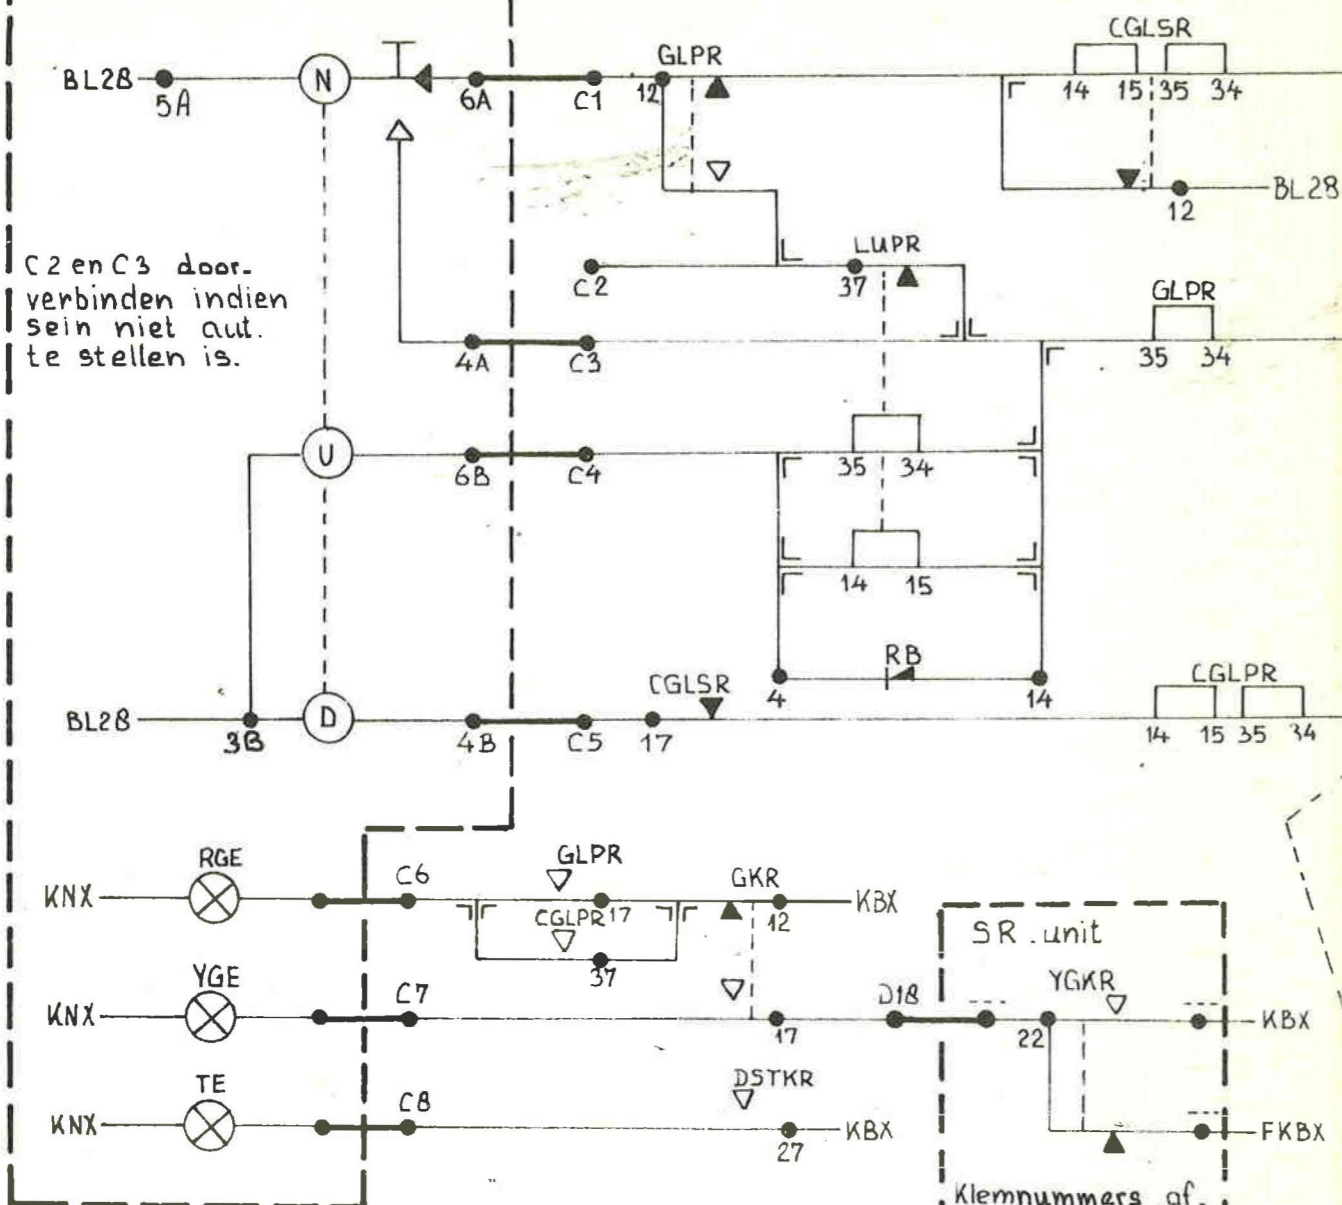 CGLSR
GLPR
BL28
5A
N
6A
C1
12
14
15
35
34
BL28
12
C2 en C3 door-
verbinden indien
sein niet aut.
te stellen is.
C2
LUPR
37
GLPR
4A
C3
35
34
U
6B
C4
35
34
14
15
RB
4
14
CGLSR
CGLPR
BL28
3B
D
4B
C5
17
14
15
35
34
RGE
GLPR
KNX
C6
GKR
12
KBX
CGLPR
17
37
SR. unit
YGE
KNX
C7
17
D18
YGKR
22
KBX
TE
KNX
C8
DSTKR
27
KBX
FKBX
Klemnummers af.